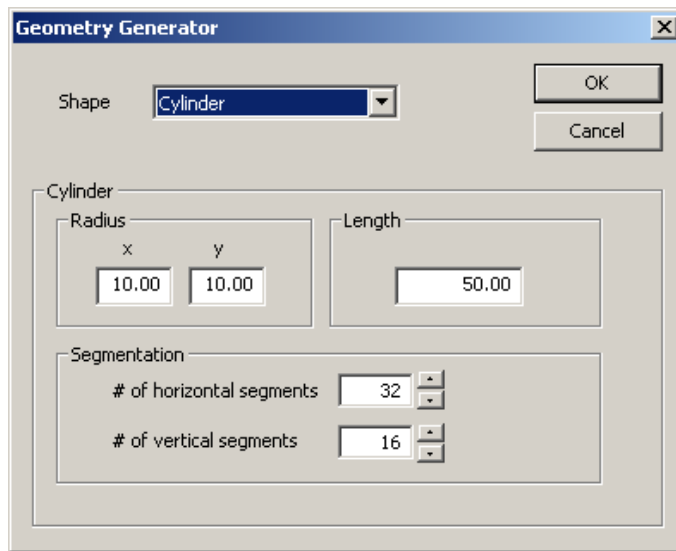 Geometry Generator
Shape
Cylinder
OK
Cancel
Cylinder
Radius
x y
10.00 10.00
Length
50.00
Segmentation
# of horizontal segments 32
# of vertical segments 16